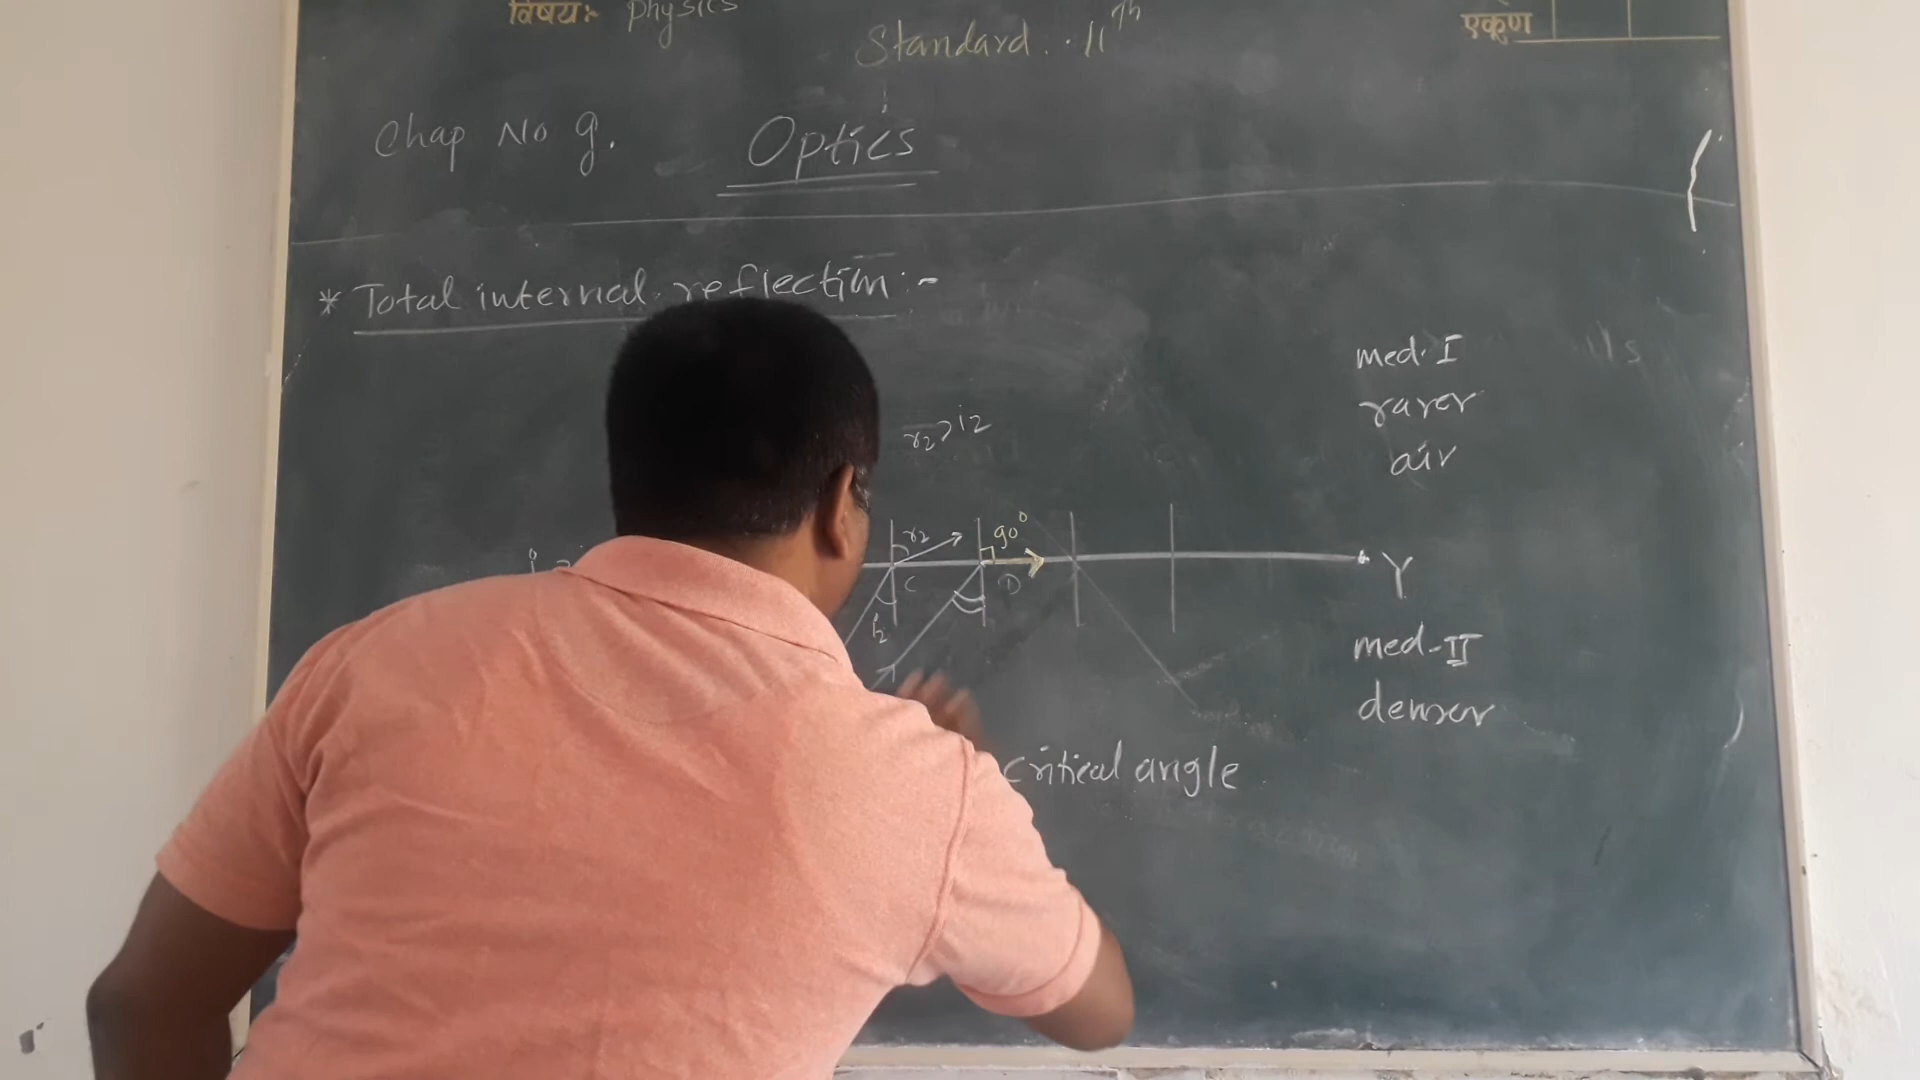 विषय:- Physics
Standard :- 11th
एकूण
Chap No 9.
Optics
* Total internal reflection :-
med. I
rarer
air
r2>i2
r2
90°
C
D
Y
i2
med-II
denser
critical angle